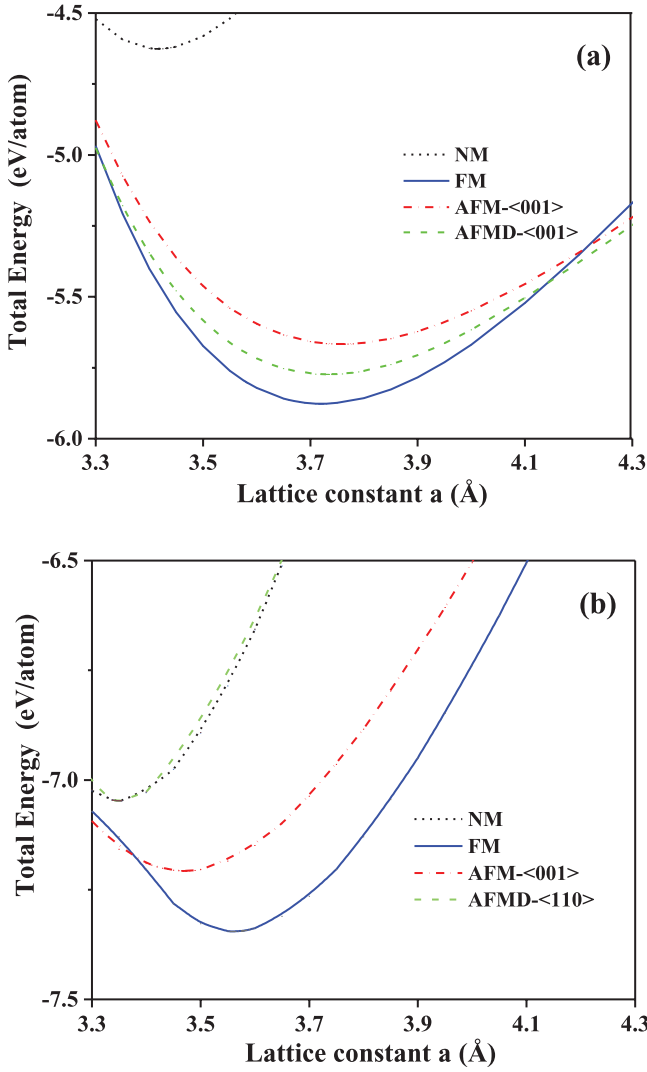 -4.5
(a)
-5.0
NM
FM
AFM-<001>
AFMD-<001>
-5.5
-6.0
3.3 3.5 3.7 3.9 4.1 4.3
Lattice constant a (Å)
Total Energy (eV/atom)
-6.5
(b)
-7.0
NM
FM
AFM-<001>
AFMD-<110>
-7.5
3.3 3.5 3.7 3.9 4.1 4.3
Lattice constant a (Å)
Total Energy (eV/atom)